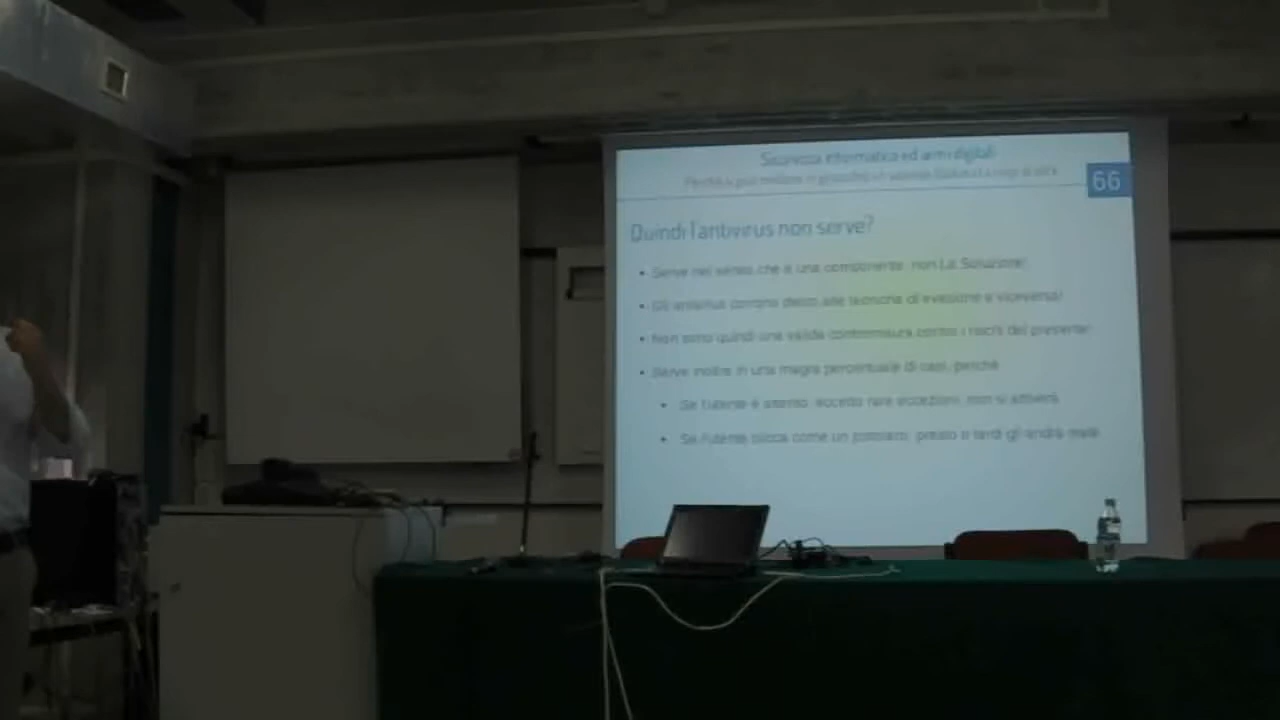 Sicurezza informatica ed armi digitali
66
Quindi l'antivirus non serve?
• Serve nel senso che è una componente, non La Soluzione!
• Gli antivirus corrono dietro alle tecniche di evasione e viceversa!
• Non sono quindi una valida contromisura contro i rischi del presente
• Serve inoltre in una magra percentuale di casi, perché
• Se l'utente è attento, eccetto rare eccezioni, non si attiverà
• Se l'utente clicca come un presto o tardi gli andrà male